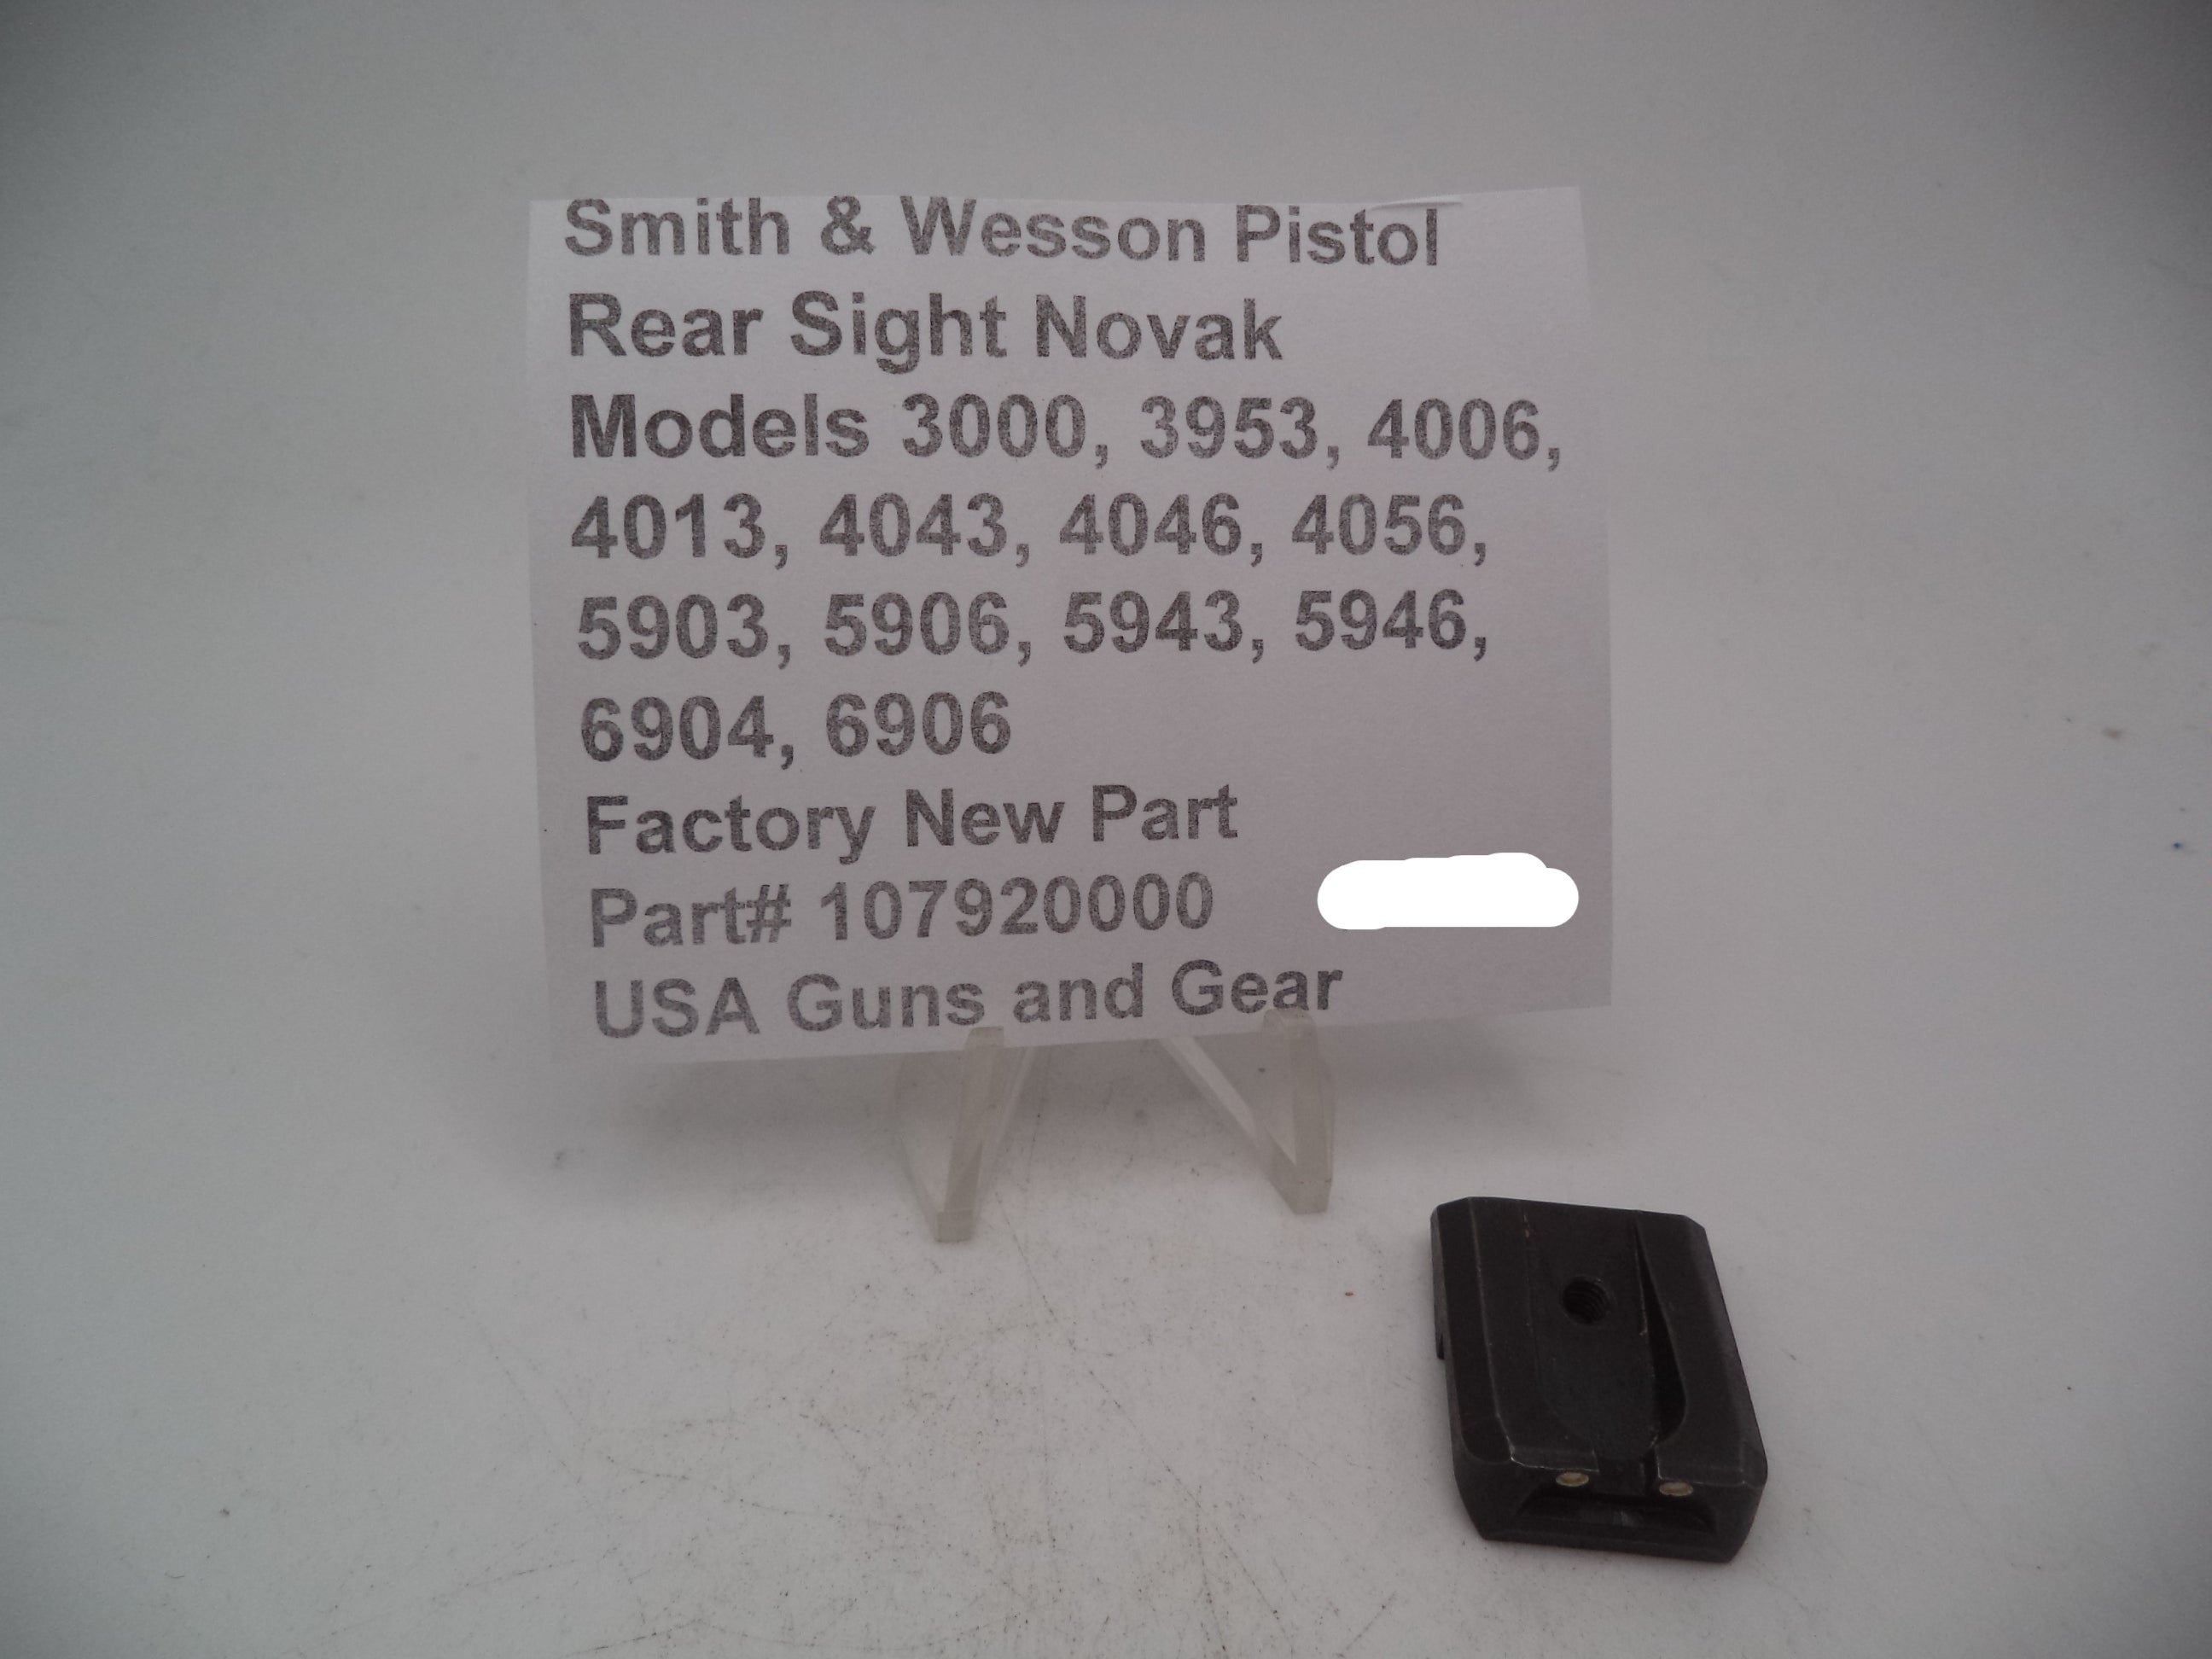 Smith & Wesson Pistol
Rear Sight Novak
Models 3000, 3953, 4006,
4013, 4043, 4046, 4056,
5903, 5906, 5943, 5946,
6904, 6906
Factory New Part
Part# 107920000
USA Guns and Gear